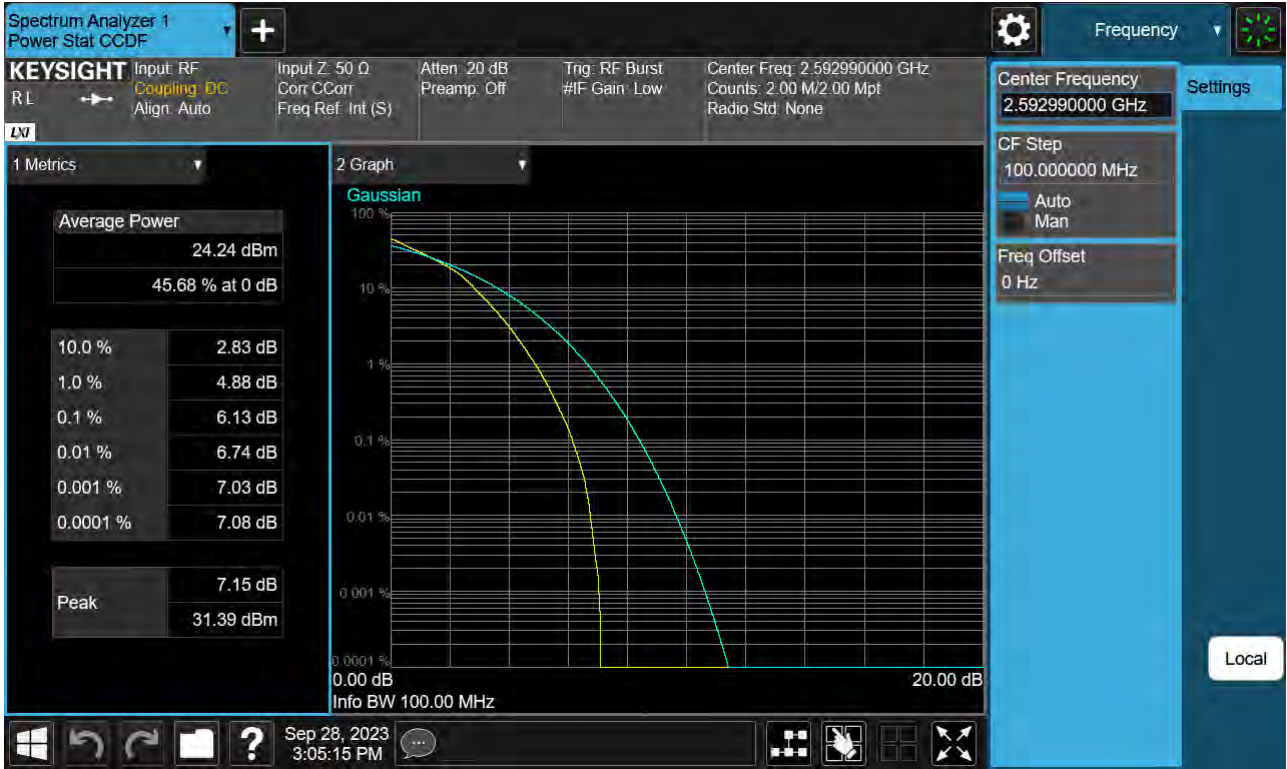 Spectrum Analyzer 1
Power Stat CCDF
Frequency
KEYSIGHT
R L
LXI
Input: RF
Coupling: DC
Align: Auto
Input Z: 50 Ω
Corr CCorr
Freq Ref: Int (S)
Atten: 20 dB
Preamp: Off
Trig: RF Burst
#IF Gain: Low
Center Freq: 2.592990000 GHz
Counts: 2.00 M/2.00 Mpt
Radio Std: None
Center Frequency
2.592990000 GHz
Settings
CF Step
100.000000 MHz
Auto
Man
Freq Offset
0 Hz
1 Metrics
Average Power
24.24 dBm
45.68 % at 0 dB
10.0 % 2.83 dB
1.0 % 4.88 dB
0.1 % 6.13 dB
0.01 % 6.74 dB
0.001 % 7.03 dB
0.0001 % 7.08 dB
Peak
7.15 dB
31.39 dBm
2 Graph
Gaussian
100 %
10 %
1 %
0.1 %
0.01 %
0.001 %
0.0001 %
0.00 dB 20.00 dB
Info BW 100.00 MHz
Local
?
Sep 28, 2023
3:05:15 PM